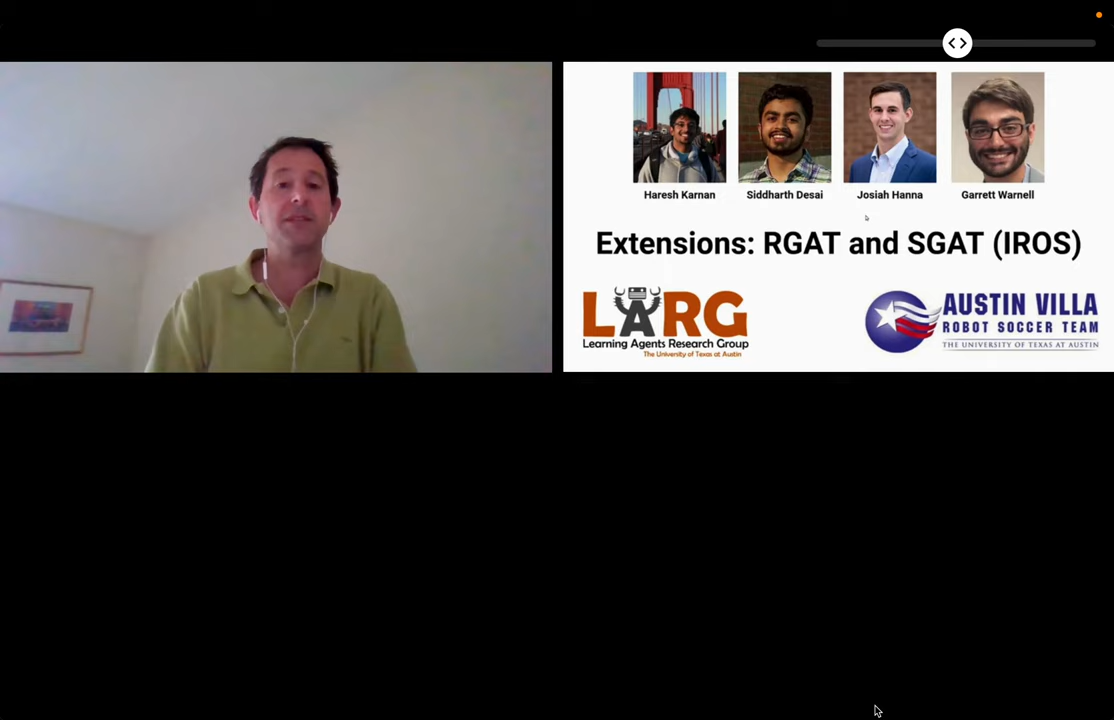 Haresh Karnan
Siddharth Desai
Josiah Hanna
Garrett Warnell
Extensions: RGAT and SGAT (IROS)
LARG
Learning Agents Research Group
The University of Texas at Austin
AUSTIN VILLA
ROBOT SOCCER TEAM
THE UNIVERSITY OF TEXAS AT AUSTIN